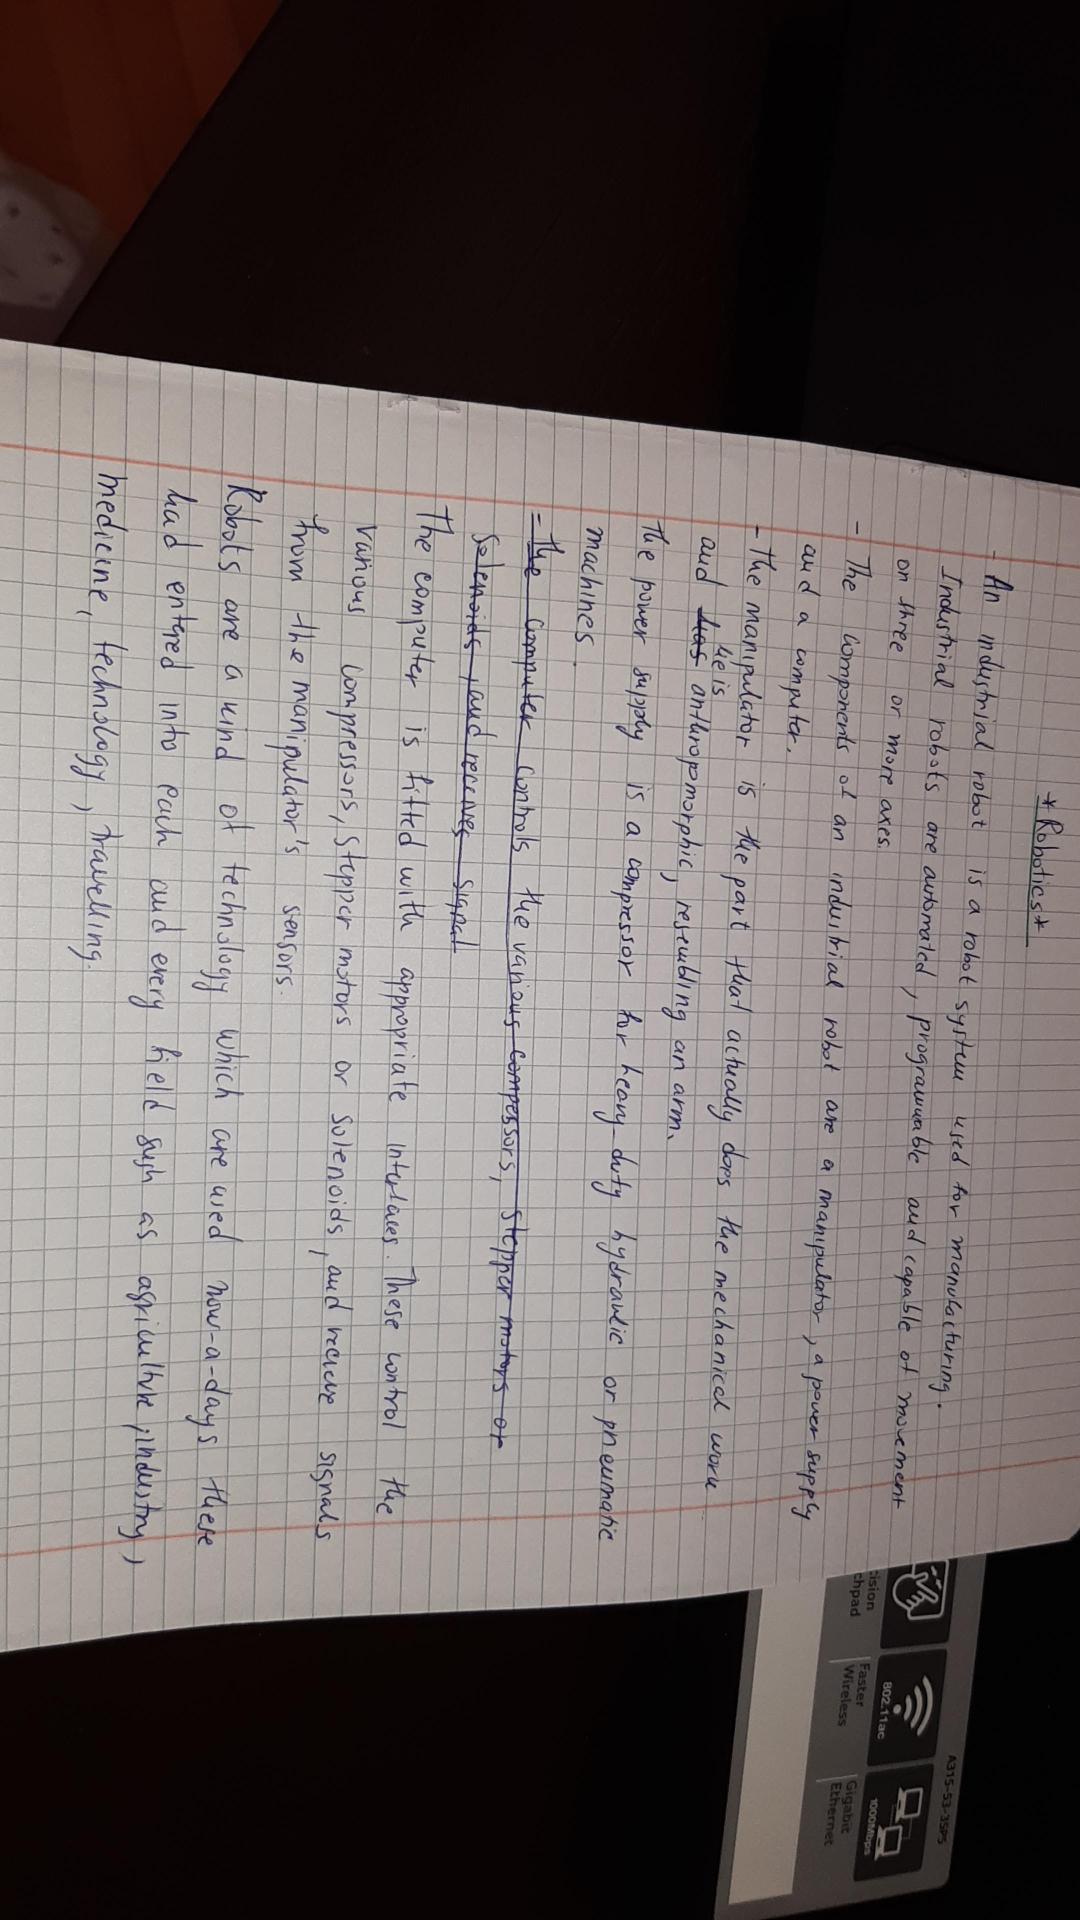 * Robotics *
- An industrial robot is a robot system used for manufacturing.
Industrial robots are automated, programmable and capable of movement
on three or more axes.
- The components of an industrial robot are a manipulator, a power supply
and a computer.
- The manipulator is the part that actually does the mechanical work
he is
and has anthropomorphic, resembling an arm.
The power supply is a compressor for heavy-duty hydraulic or pneumatic
machines.
- The computer controls the various compessors, stepper motors or
Solenoids, and receives signal
The computer is fitted with appropriate interfaces. These control the
various compressors, stepper motors or solenoids, and recieve signals
from the manipulator's sensors.
Robots are a kind of technology which are used now-a-days these
had entered into each and every field sush as agriculture, industry,
medicine, technology, travelling.
A315-53-35P5
802.11ac
1000Mbps
cision
chpad
Faster
Wireless
Gigabit
Ethernet